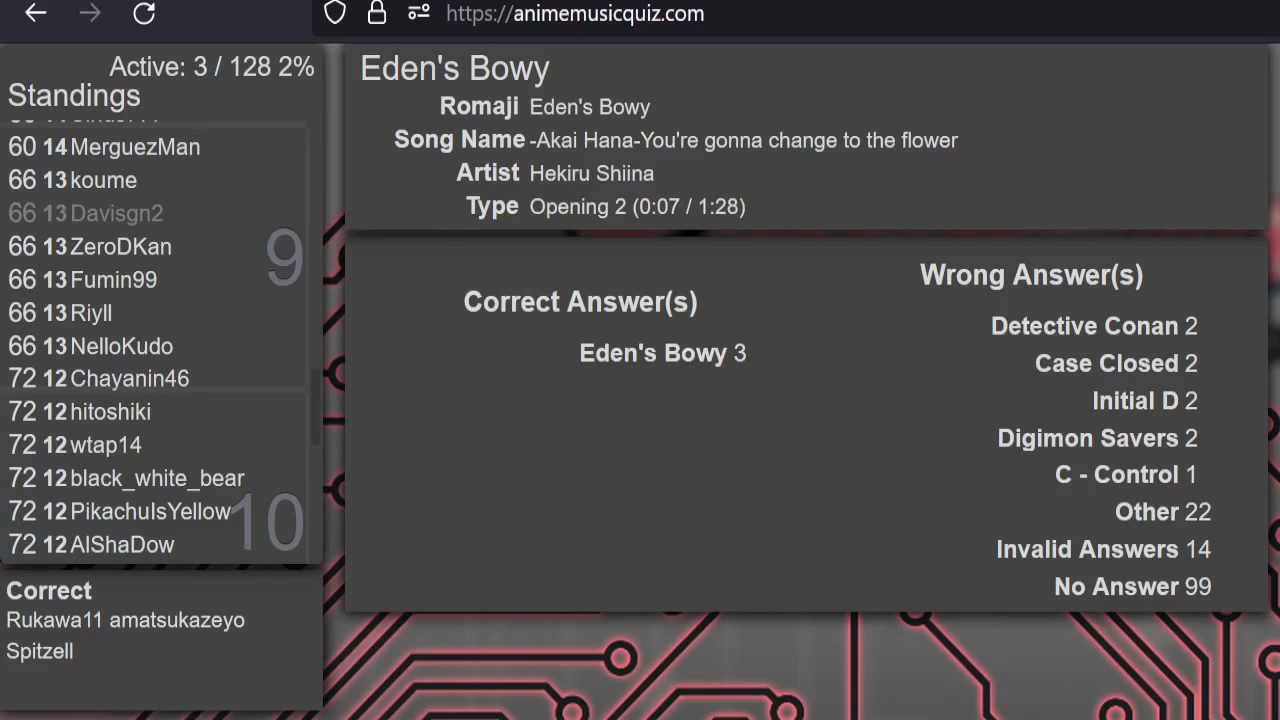 https://animemusicquiz.com
Active: 3 / 128 2%
Standings
60 14 MerguezMan
66 13 koume
66 13 Davisgn2
66 13 ZeroDKan
9
66 13 Fumin99
66 13 Riyll
66 13 NelloKudo
72 12 Chayanin46
72 12 hitoshiki
72 12 wtap14
72 12 black_white_bear
72 12 PikachuIsYellow
10
72 12 AlShaDow
Correct
Rukawa11 amatsukazeyo
Spitzell
Eden's Bowy
Romaji Eden's Bowy
Song Name -Akai Hana-You're gonna change to the flower
Artist Hekiru Shiina
Type Opening 2 (0:07 / 1:28)
Correct Answer(s)
Eden's Bowy 3
Wrong Answer(s)
Detective Conan 2
Case Closed 2
Initial D 2
Digimon Savers 2
C - Control 1
Other 22
Invalid Answers 14
No Answer 99